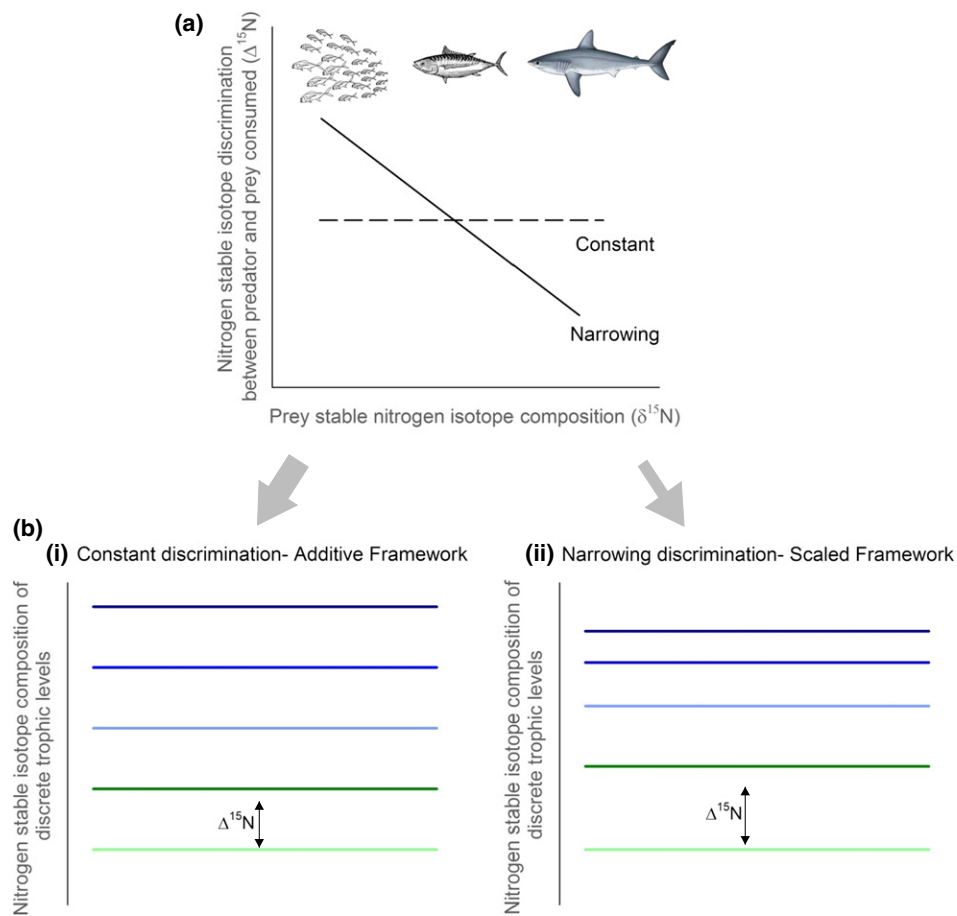 (a)
Nitrogen stable isotope discrimination
between predator and prey consumed (Δ¹⁵N)
Constant
Narrowing
Prey stable nitrogen isotope composition (δ¹⁵N)
(b)
(i) Constant discrimination- Additive Framework
Nitrogen stable isotope composition of
discrete trophic levels
Δ¹⁵N
(ii) Narrowing discrimination- Scaled Framework
Nitrogen stable isotope composition of
discrete trophic levels
Δ¹⁵N